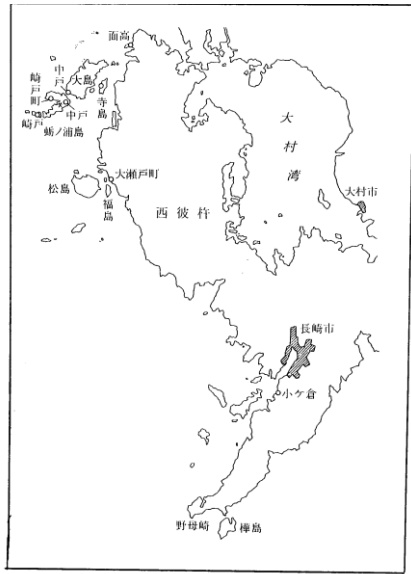 面高
中戸
大島
崎戸町
寺島
中戸
崎戸
蛎ノ浦島
大瀬戸町
松島
福島
西彼杵
大村湾
大村市
長崎市
小ケ倉
野母崎
樺島